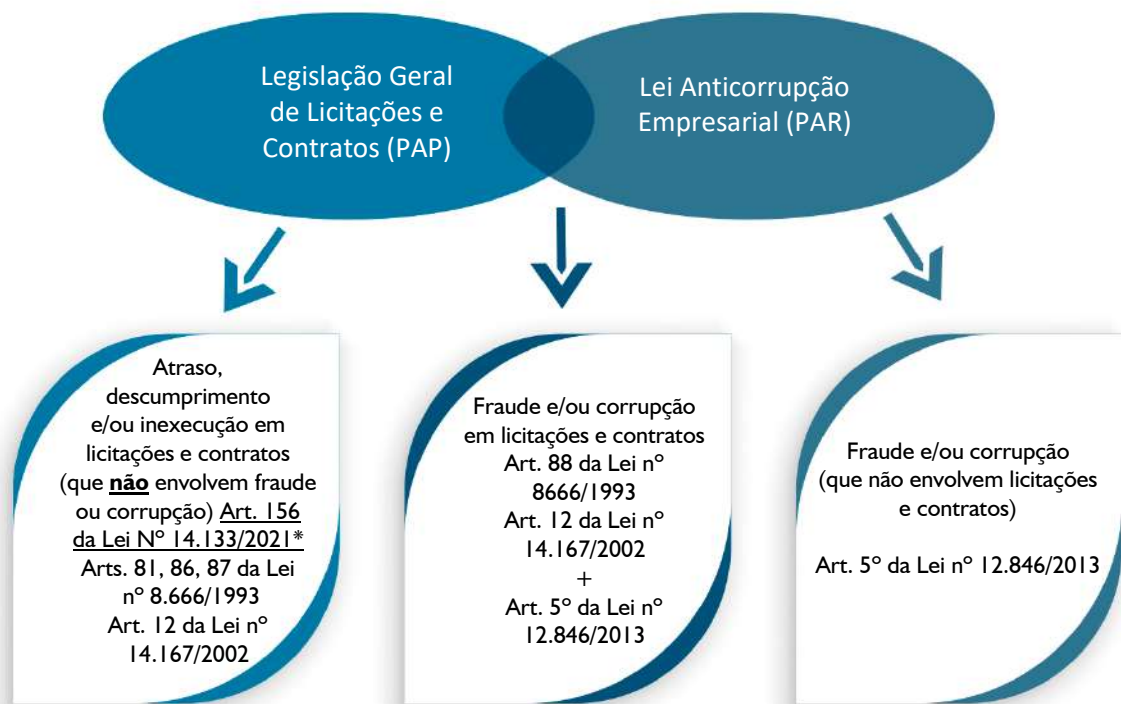 Legislação Geral
de Licitações e
Contratos (PAP)
Lei Anticorrupção
Empresarial (PAR)
Atraso,
descumprimento
e/ou inexecução em
licitações e contratos
(que não envolvem fraude
ou corrupção) Art. 156
da Lei Nº 14.133/2021*
Arts. 81, 86, 87 da Lei
nº 8.666/1993
Art. 12 da Lei nº
14.167/2002
Fraude e/ou corrupção
em licitações e contratos
Art. 88 da Lei nº
8666/1993
Art. 12 da Lei nº
14.167/2002
+
Art. 5º da Lei nº
12.846/2013
Fraude e/ou corrupção
(que não envolvem licitações
e contratos)
Art. 5º da Lei nº 12.846/2013